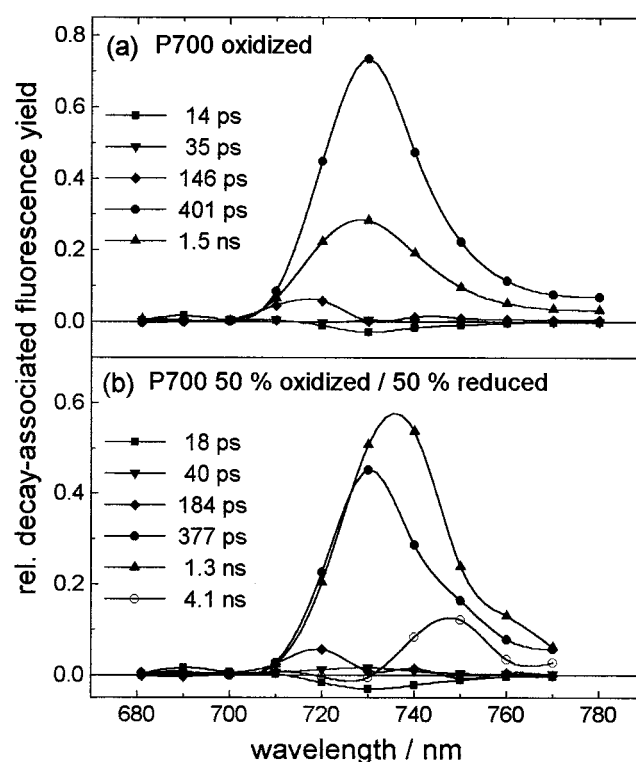 rel. decay-associated fluorescence yield
(a) P700 oxidized
0.8
0.6
0.4
0.2
0.0
14 ps
35 ps
146 ps
401 ps
1.5 ns
(b) P700 50 % oxidized / 50 % reduced
0.6
0.4
0.2
0.0
18 ps
40 ps
184 ps
377 ps
1.3 ns
4.1 ns
680 700 720 740 760 780
wavelength / nm